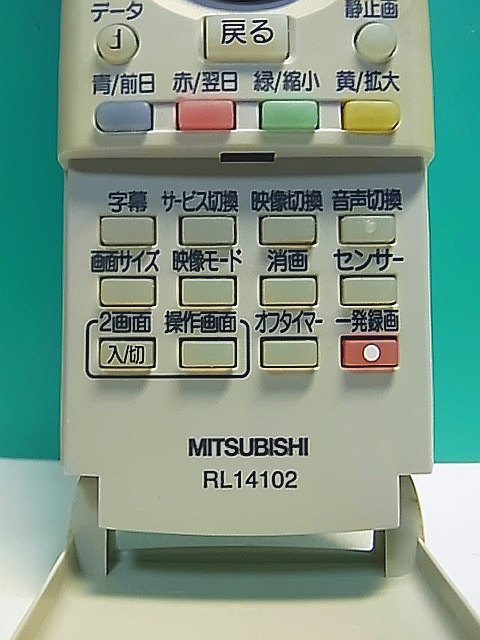 データ 静止画
戻る
青/前日 赤/翌日 緑/縮小 黄/拡大
字幕 サービス切換 映像切換 音声切換
画面サイズ 映像モード 消画 センサー
2画面 操作画面 オフタイマー 一発録画
入/切
MITSUBISHI
RL14102